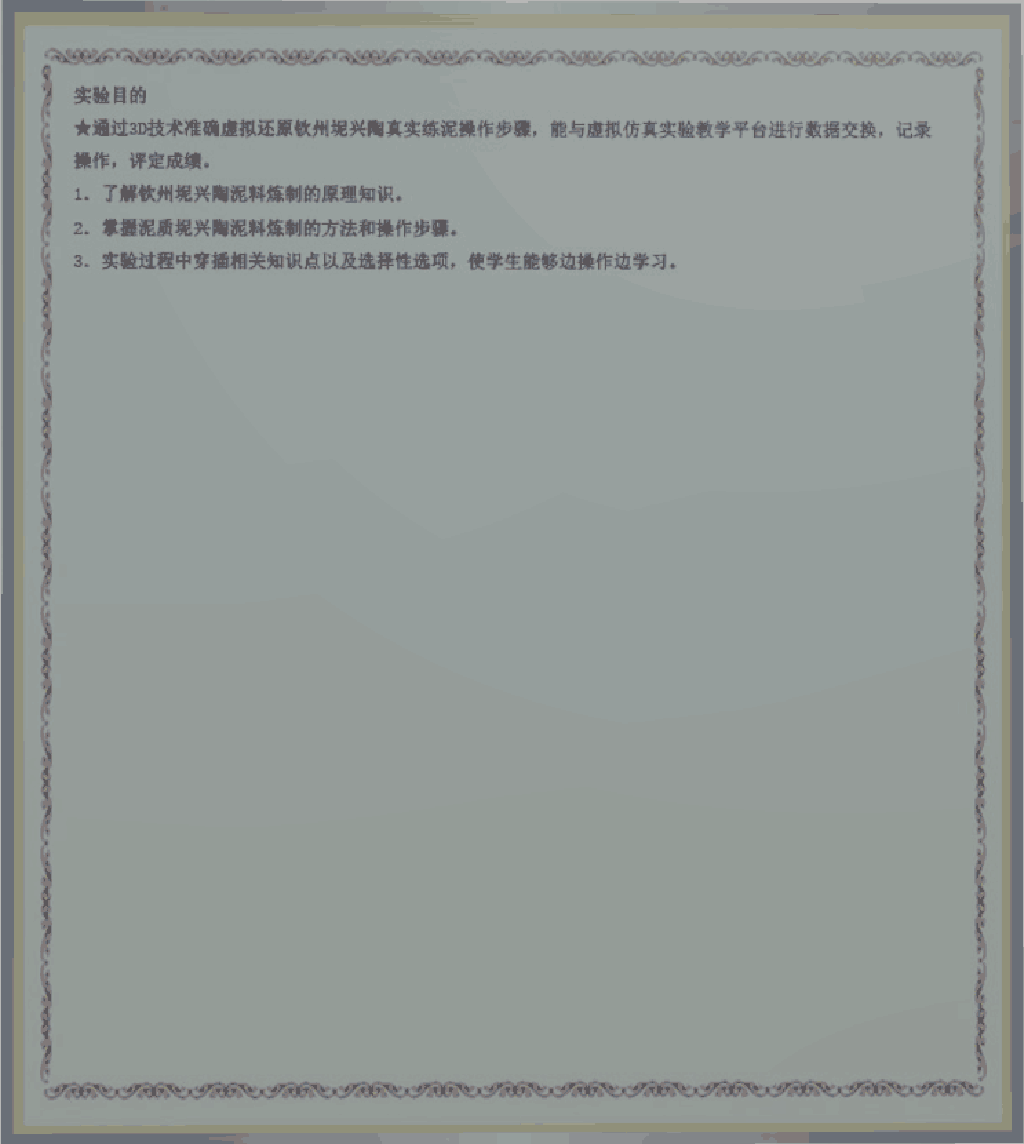 实验目的
★通过3D技术准确虚拟还原钦州坭兴陶真实练泥操作步骤，能与虚拟仿真实验教学平台进行数据交换，记录
操作，评定成绩。
1. 了解钦州坭兴陶泥料炼制的原理知识。
2. 掌握泥质坭兴陶泥料炼制的方法和操作步骤。
3. 实验过程中穿插相关知识点以及选择性选项，使学生能够边操作边学习。